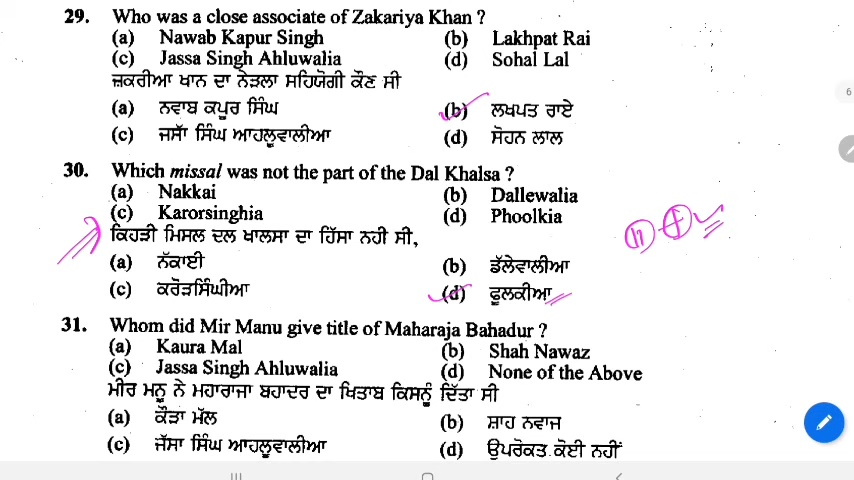 29. Who was a close associate of Zakariya Khan ?
(a) Nawab Kapur Singh (b) Lakhpat Rai
(c) Jassa Singh Ahluwalia (d) Sohal Lal
ਜ਼ਕਰੀਆ ਖਾਨ ਦਾ ਨੇੜਲਾ ਸਹਿਯੋਗੀ ਕੌਣ ਸੀ
(a) ਨਵਾਬ ਕਪੂਰ ਸਿੰਘ (b) ਲਖਪਤ ਰਾਏ
(c) ਜਸੱ ਸਿੰਘ ਆਹਲੂਵਾਲੀਆ (d) ਸੋਹਨ ਲਾਲ
30. Which missal was not the part of the Dal Khalsa ?
(a) Nakkai (b) Dallewalia
(c) Karorsinghia (d) Phoolkia
ਕਿਹੜੀ ਮਿਸਲ ਦਲ ਖਾਲਸਾ ਦਾ ਹਿੱਸਾ ਨਹੀ ਸੀ,
(a) ਨੱਕਾਈ (b) ਡੱਲੇਵਾਲੀਆ
(c) ਕਰੋੜਸਿੰਘੀਆ (d) ਫੂਲਕੀਆ
11 + 1
31. Whom did Mir Manu give title of Maharaja Bahadur ?
(a) Kaura Mal (b) Shah Nawaz
(c) Jassa Singh Ahluwalia (d) None of the Above
ਮੀਰ ਮਨੂ ਨੇ ਮਹਾਰਾਜਾ ਬਹਾਦਰ ਦਾ ਖਿਤਾਬ ਕਿਸਨੂੰ ਦਿੱਤਾ ਸੀ
(a) ਕੌੜਾ ਮੱਲ (b) ਸ਼ਾਹ ਨਵਾਜ
(c) ਜੱਸਾ ਸਿੰਘ ਆਹਲੂਵਾਲੀਆ (d) ਉਪਰੋਕਤ ਕੋਈ ਨਹੀਂ
6